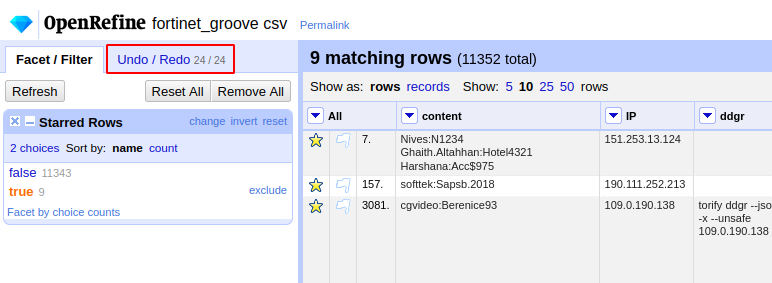 OpenRefine fortinet_groove csv Permalink
Facet / Filter Undo / Redo 24 / 24
Refresh Reset All Remove All
Starred Rows change invert reset
2 choices Sort by: name count
false 11343
true 9 exclude
Facet by choice counts
9 matching rows (11352 total)
Show as: rows records Show: 5 10 25 50 rows
All content IP ddgr
7. Nives:N1234 151.253.13.124
Ghaith.Altahhan:Hotel4321
Harshana:Acc$975
157. softtek:Sapsb.2018 190.111.252.213
3081. cgvideo:Berenice93 109.0.190.138 torify ddgr --jso
-x --unsafe
109.0.190.138